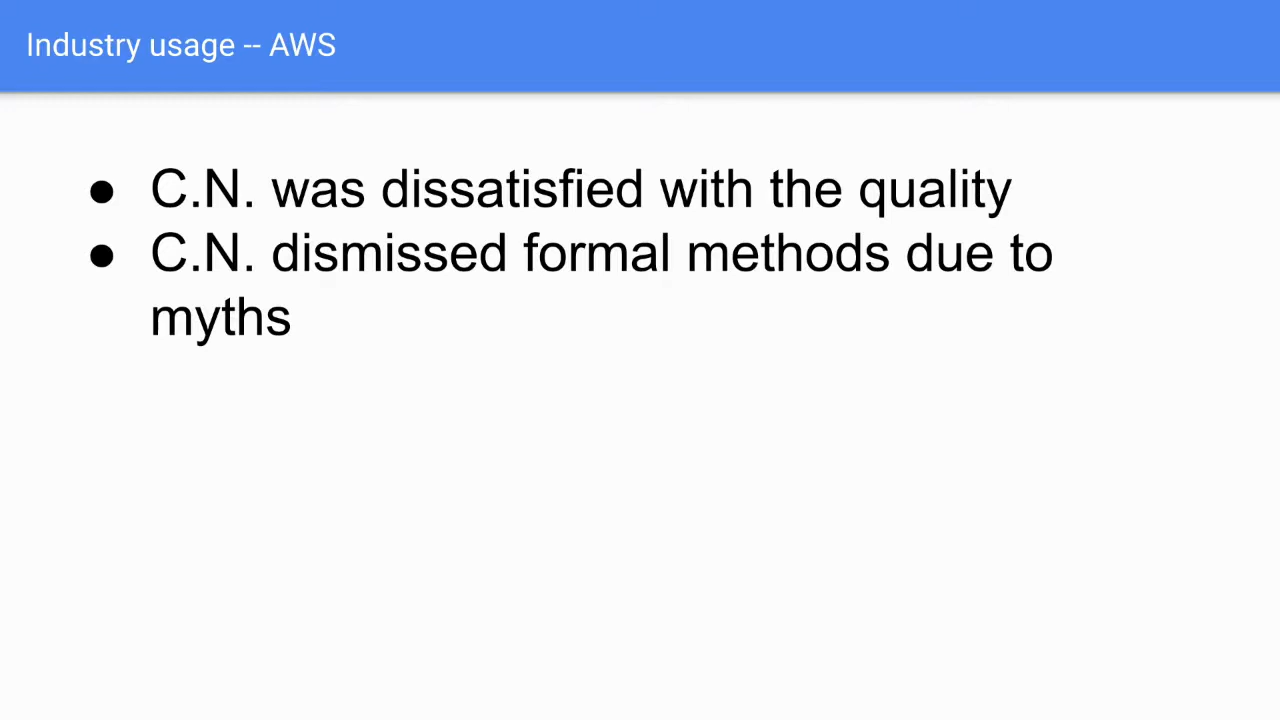 Industry usage -- AWS
● C.N. was dissatisfied with the quality
● C.N. dismissed formal methods due to
myths